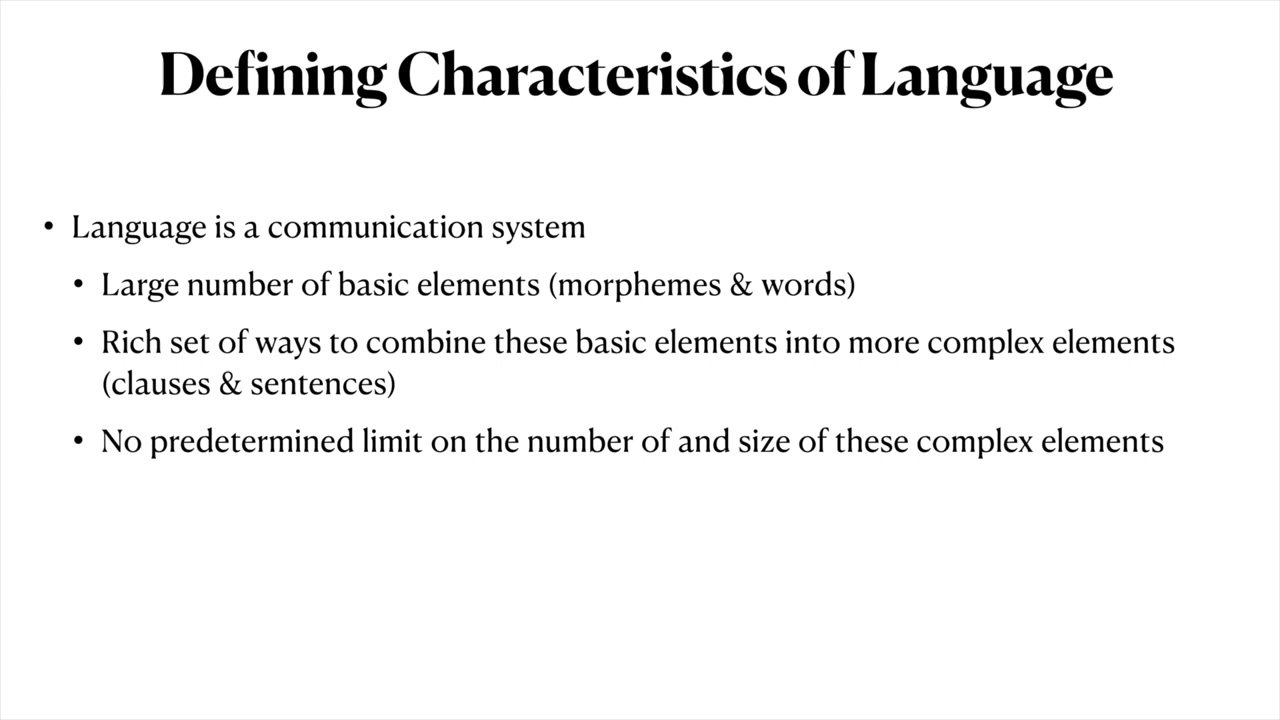 Defining Characteristics of Language
• Language is a communication system
• Large number of basic elements (morphemes & words)
• Rich set of ways to combine these basic elements into more complex elements
(clauses & sentences)
• No predetermined limit on the number of and size of these complex elements